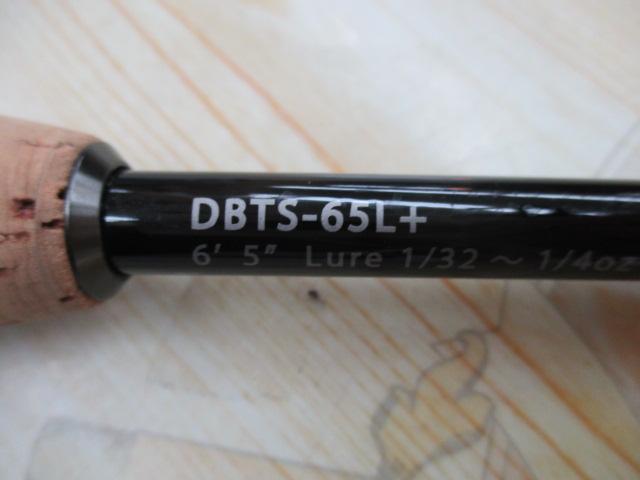 DBTS-65L+
6′ 5″ Lure 1/32 ～ 1/4oz